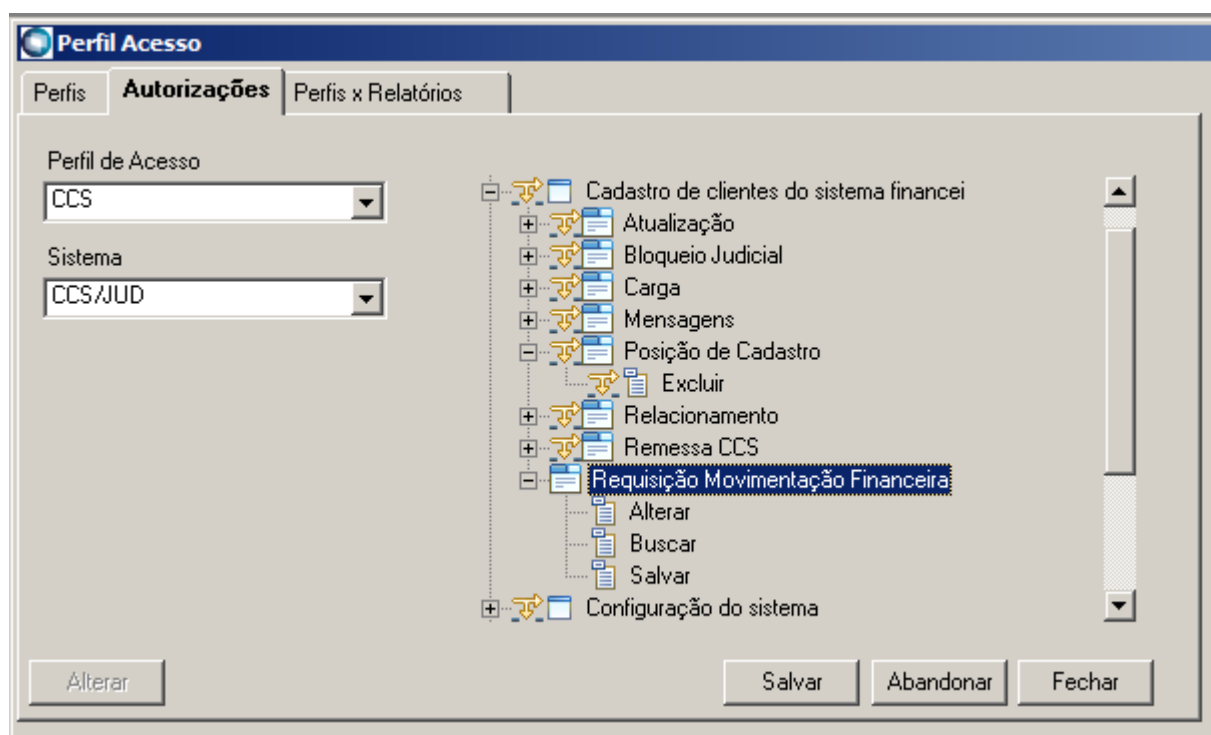 Perfil Acesso
Perfis Autorizações Perfis x Relatórios
Perfil de Acesso
CCS
Sistema
CCS/JUD
Cadastro de clientes do sistema financei
Atualização
Bloqueio Judicial
Carga
Mensagens
Posição de Cadastro
Excluir
Relacionamento
Remessa CCS
Requisição Movimentação Financeira
Alterar
Buscar
Salvar
Configuração do sistema
Alterar Salvar Abandonar Fechar